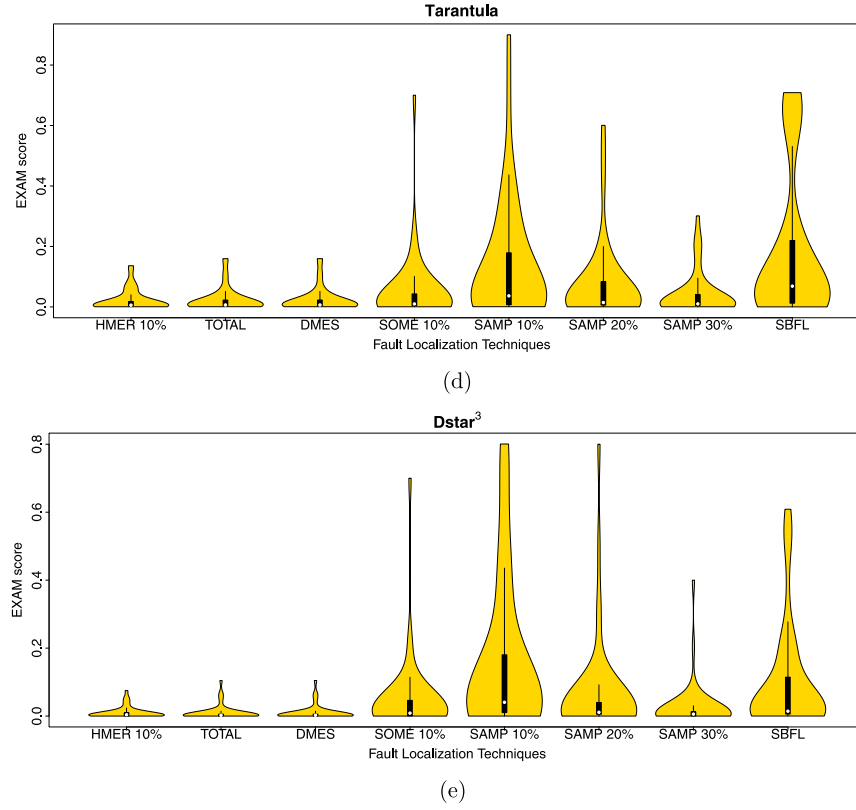 Tarantula
EXAM score
0.8
0.6
0.4
0.2
0.0
HMER 10% TOTAL DMES SOME 10% SAMP 10% SAMP 20% SAMP 30% SBFL
Fault Localization Techniques
(d)
Dstar³
EXAM score
0.8
0.6
0.4
0.2
0.0
HMER 10% TOTAL DMES SOME 10% SAMP 10% SAMP 20% SAMP 30% SBFL
Fault Localization Techniques
(e)